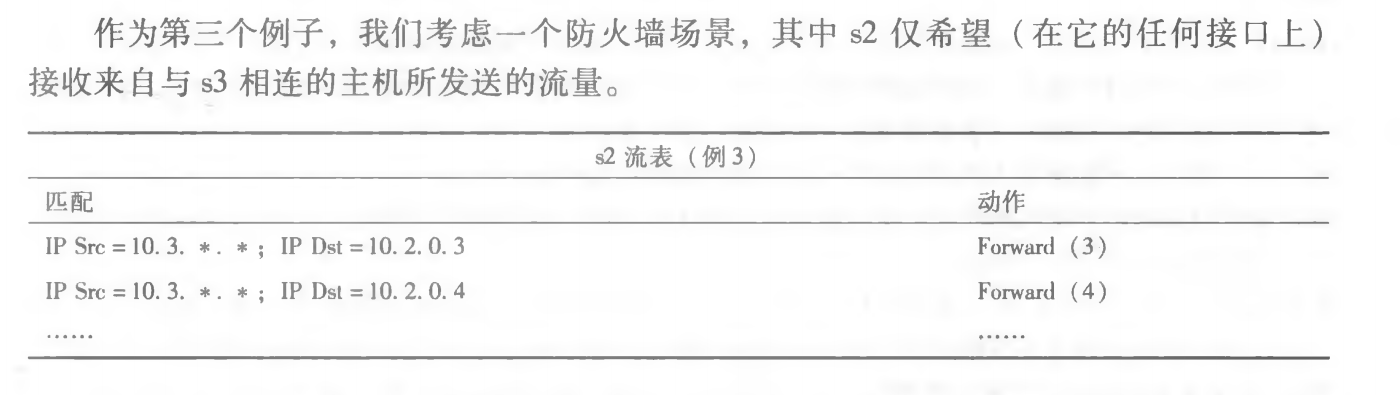 作为第三个例子，我们考虑一个防火墙场景，其中 s2 仅希望（在它的任何接口上）
接收来自与 s3 相连的主机所发送的流量。
s2 流表（例 3）
匹配 动作
IP Src = 10. 3. *. * ; IP Dst = 10. 2. 0. 3 Forward（3）
IP Src = 10. 3. *. * ; IP Dst = 10. 2. 0. 4 Forward（4）
…… ……